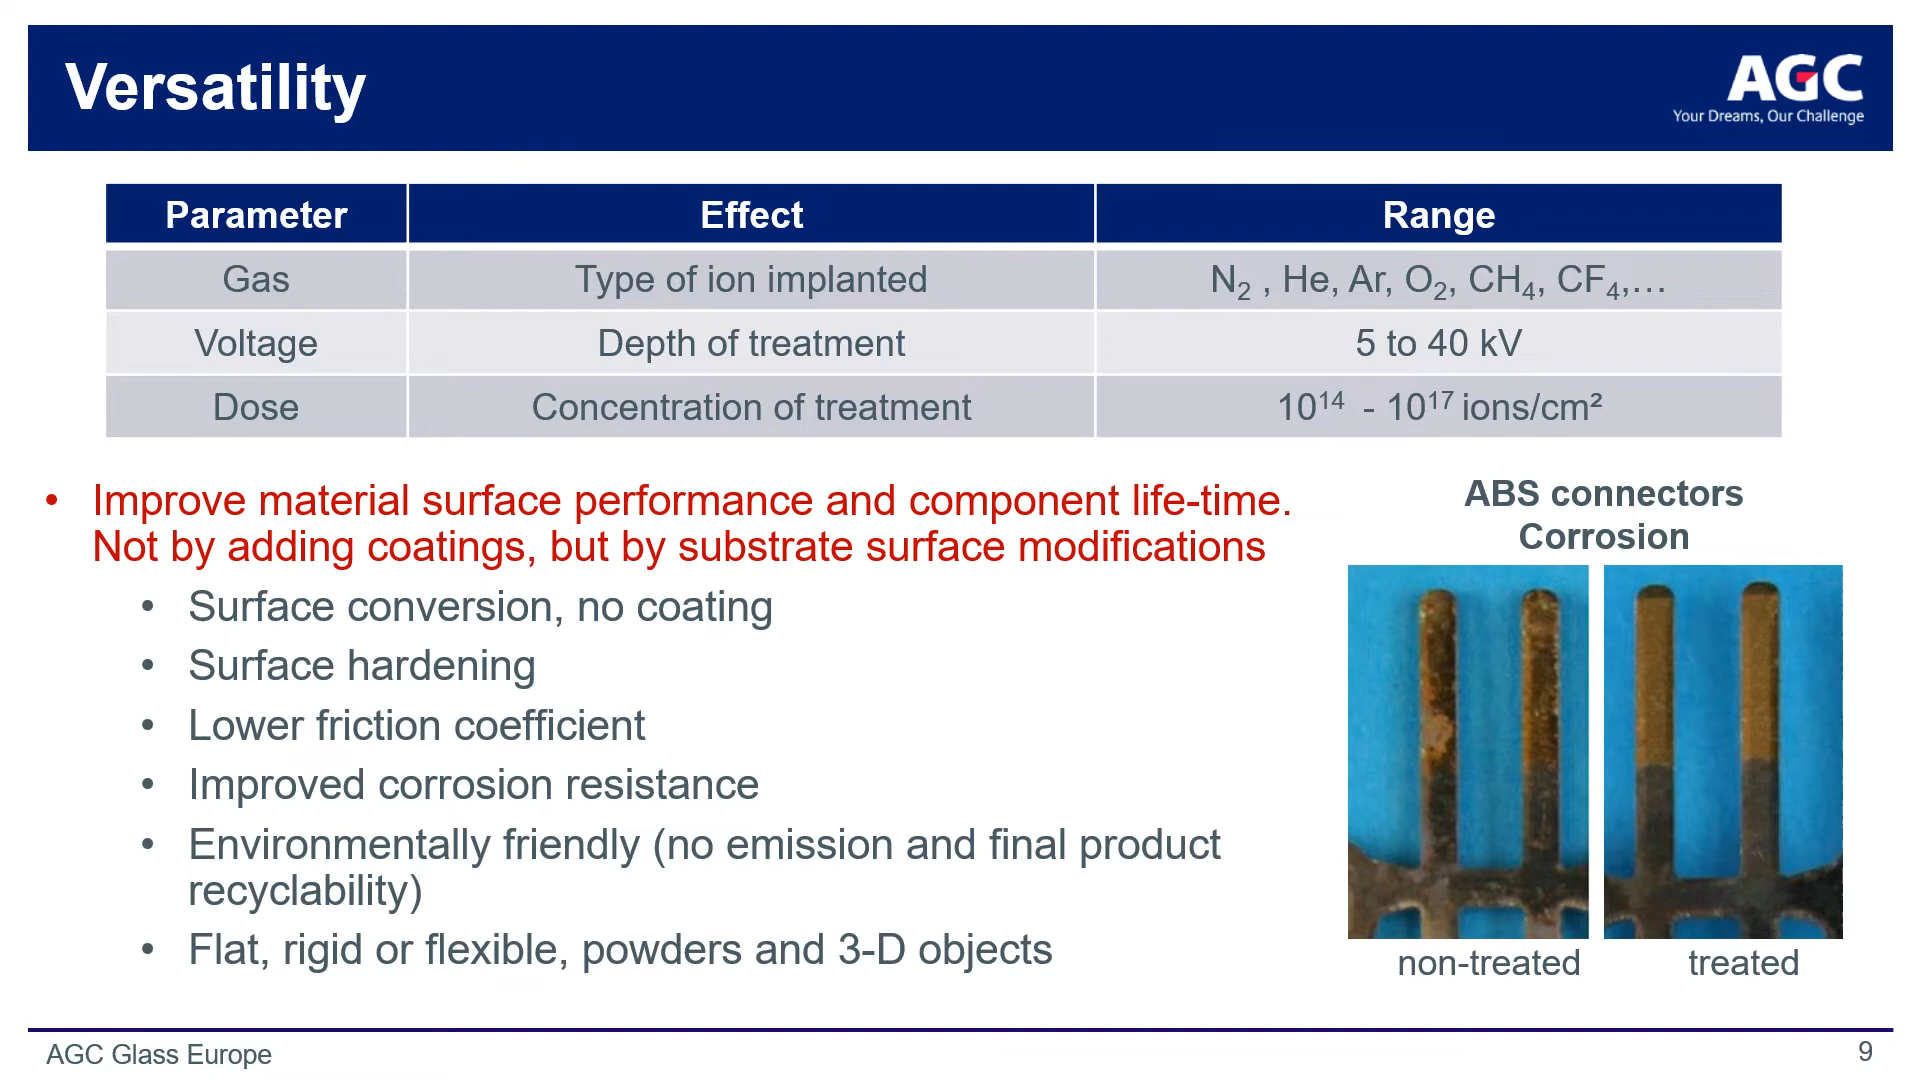 Versatility
AGC
Your Dreams, Our Challenge
Parameter Effect Range
Gas Type of ion implanted N₂ , He, Ar, O₂, CH₄, CF₄,…
Voltage Depth of treatment 5 to 40 kV
Dose Concentration of treatment 10¹⁴ - 10¹⁷ ions/cm²
• Improve material surface performance and component life-time.
Not by adding coatings, but by substrate surface modifications
• Surface conversion, no coating
• Surface hardening
• Lower friction coefficient
• Improved corrosion resistance
• Environmentally friendly (no emission and final product
recyclability)
• Flat, rigid or flexible, powders and 3-D objects
ABS connectors
Corrosion
non-treated treated
AGC Glass Europe
9